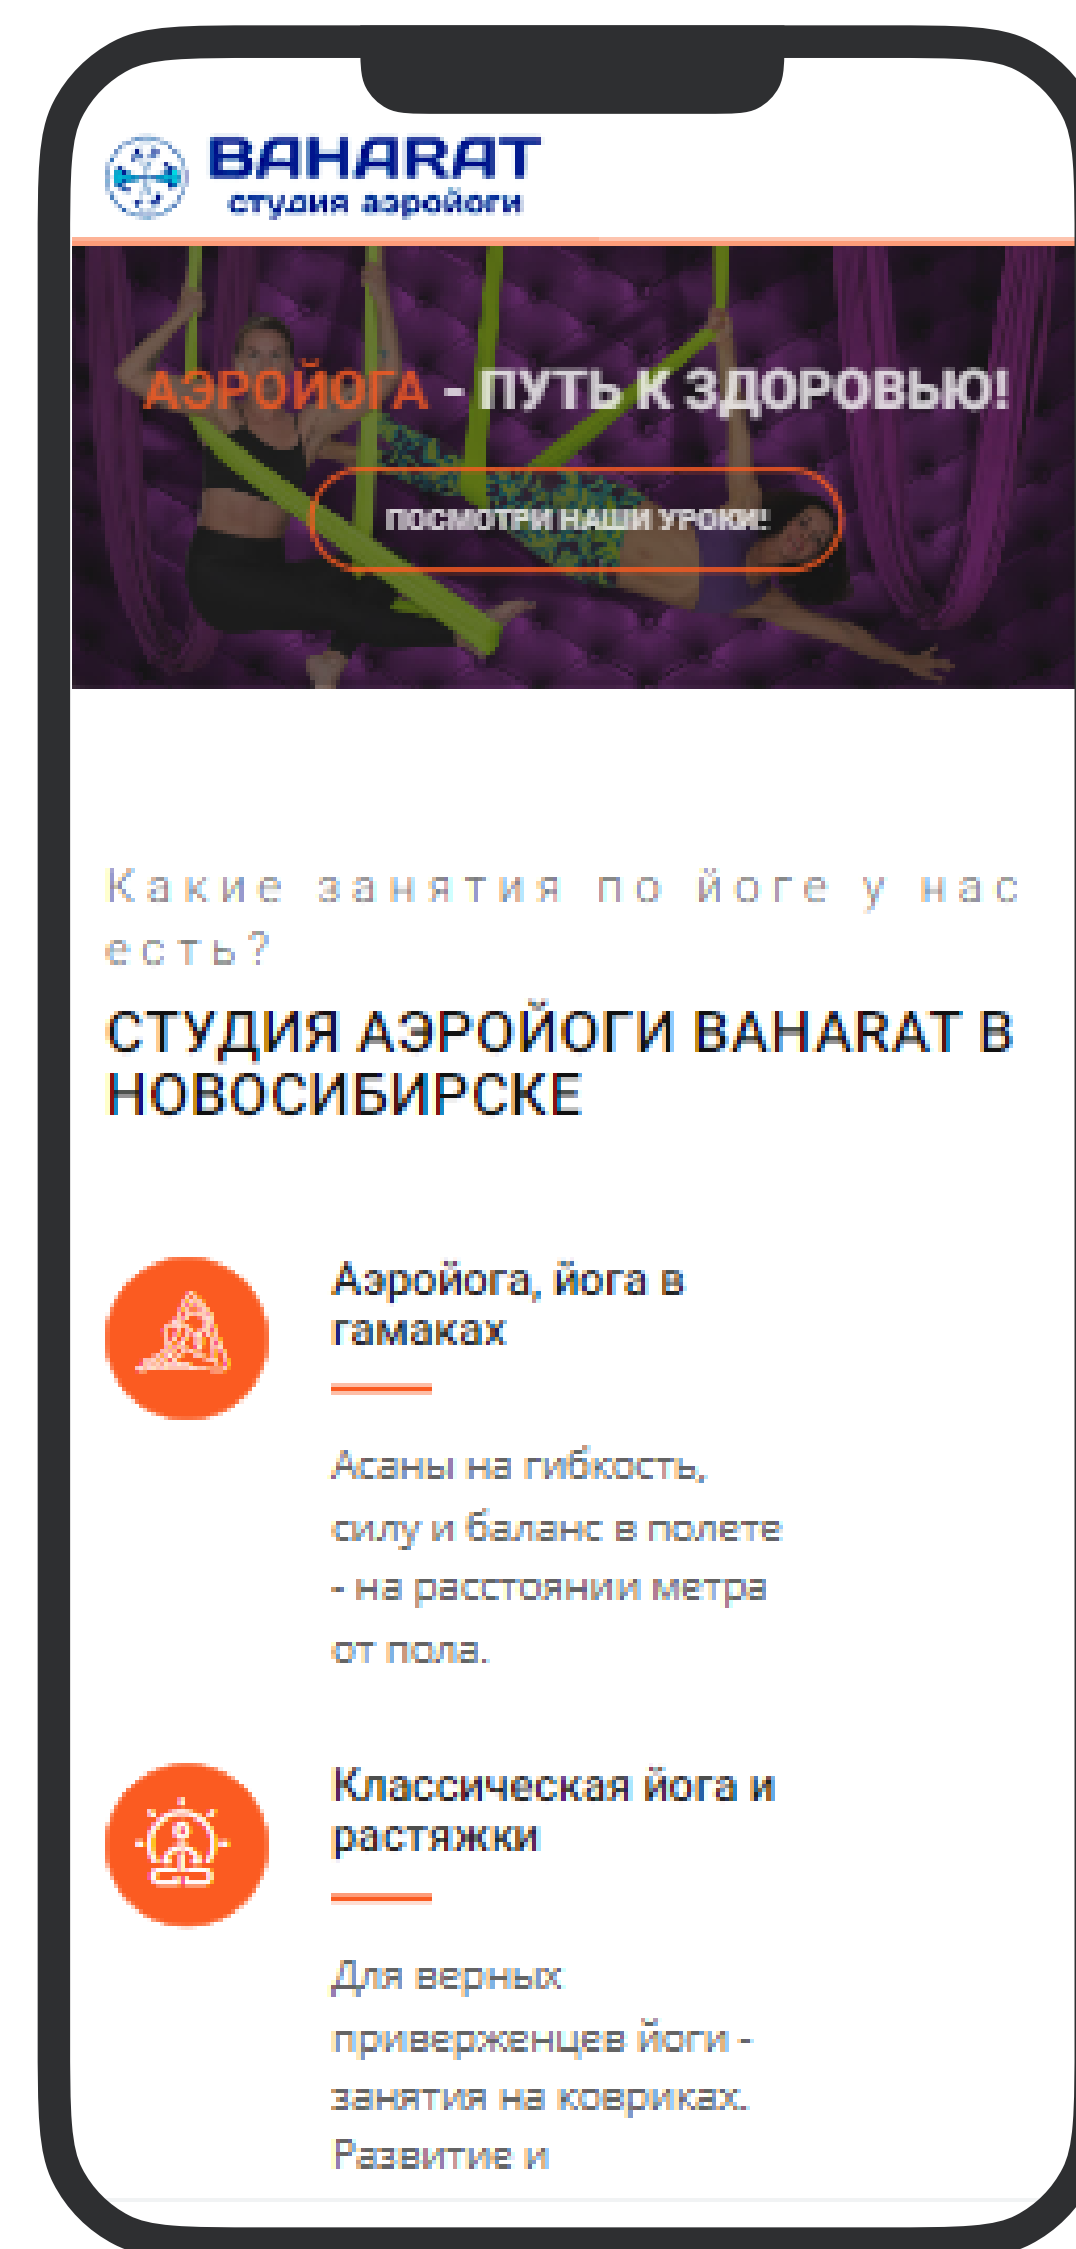 BAHARAT
студия аэройоги
АЭРОЙОГА - ПУТЬ К ЗДОРОВЬЮ!
ПОСМОТРИ НАШИ УРОКИ!
Какие занятия по йоге у нас
есть?
СТУДИЯ АЭРОЙОГИ BAHARAT В
НОВОСИБИРСКЕ
Аэройога, йога в
гамаках
Асаны на гибкость,
силу и баланс в полете
- на расстоянии метра
от пола.
Классическая йога и
растяжки
Для верных
приверженцев йоги -
занятия на ковриках.
Развитие и